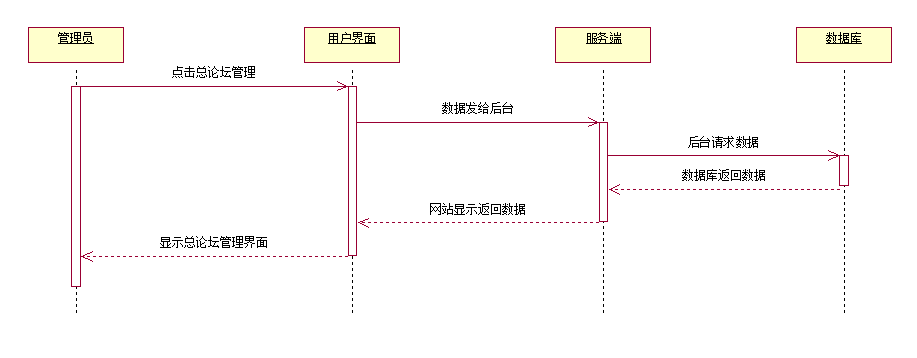 管理员
用户界面
服务端
数据库
点击总论坛管理
数据发给后台
后台请求数据
数据库返回数据
网站显示返回数据
显示总论坛管理界面